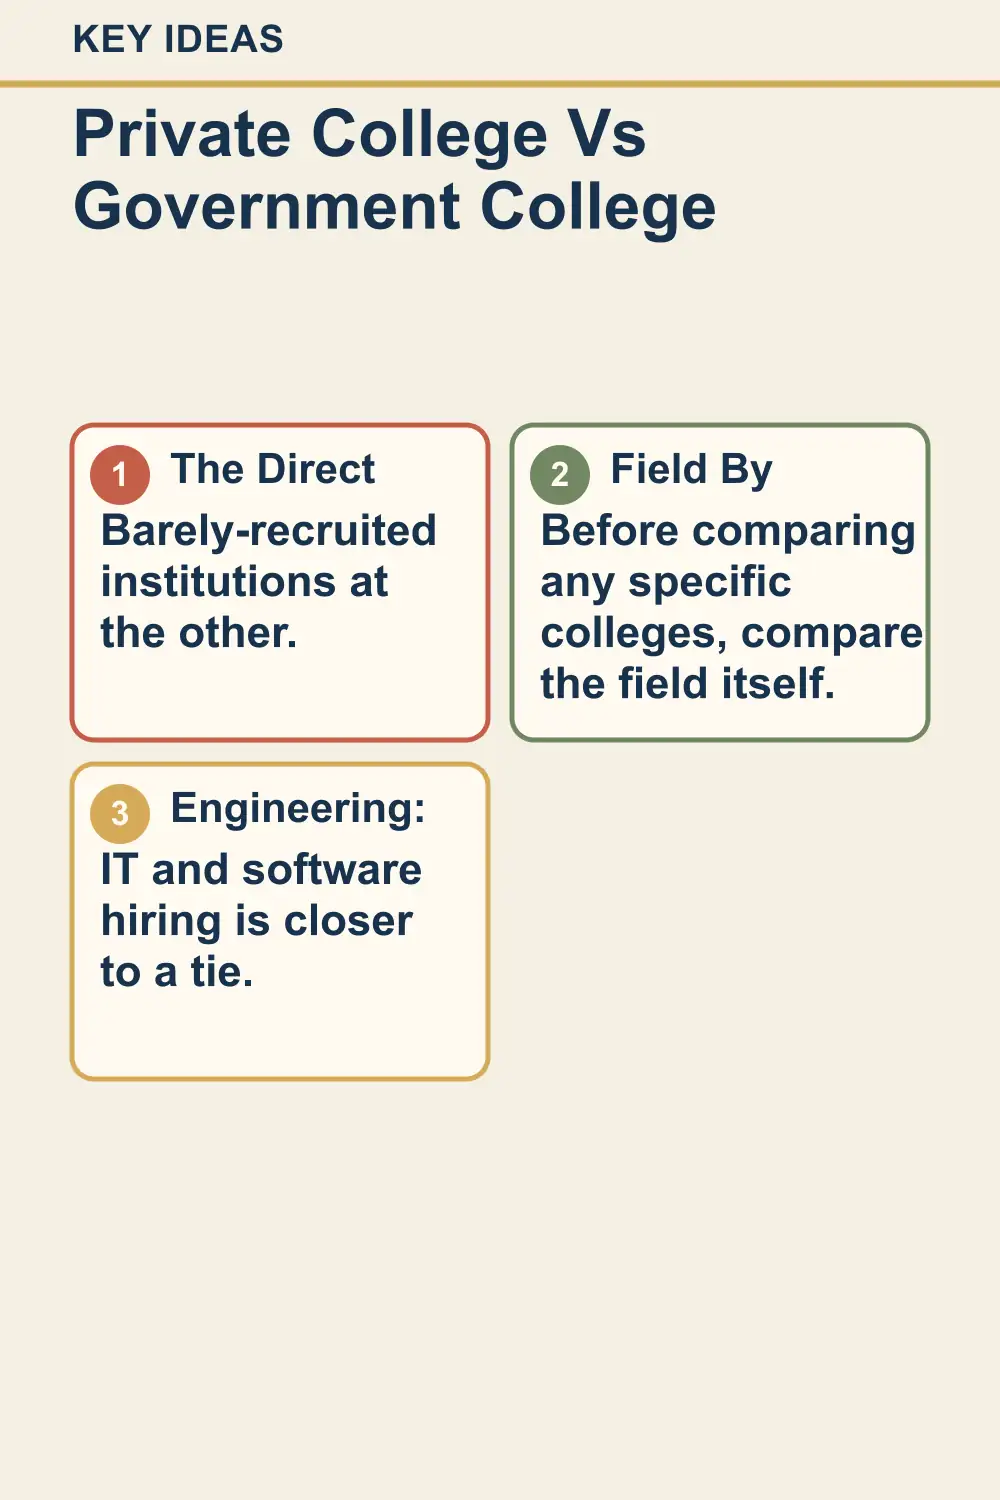 KEY IDEAS
Private College Vs
Government College
1 The Direct
Barely-recruited
institutions at
the other.
2 Field By
Before comparing
any specific
colleges, compare
the field itself.
3 Engineering:
IT and software
hiring is closer
to a tie.